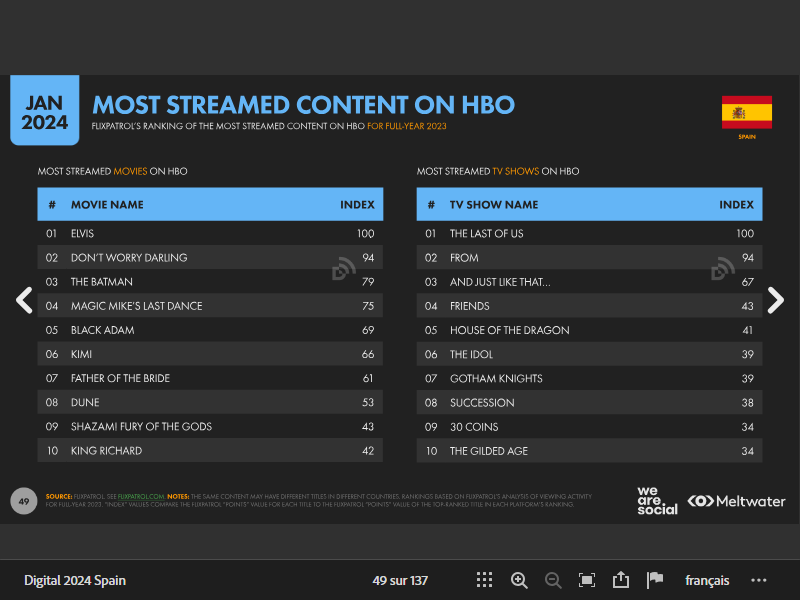 JAN
2024
MOST STREAMED CONTENT ON HBO
FLIXPATROL'S RANKING OF THE MOST STREAMED CONTENT ON HBO FOR FULL-YEAR 2023
SPAIN
MOST STREAMED MOVIES ON HBO
# MOVIE NAME INDEX
01 ELVIS 100
02 DON'T WORRY DARLING 94
03 THE BATMAN 79
04 MAGIC MIKE'S LAST DANCE 75
05 BLACK ADAM 69
06 KIMI 66
07 FATHER OF THE BRIDE 61
08 DUNE 53
09 SHAZAM! FURY OF THE GODS 43
10 KING RICHARD 42
MOST STREAMED TV SHOWS ON HBO
# TV SHOW NAME INDEX
01 THE LAST OF US 100
02 FROM 94
03 AND JUST LIKE THAT... 67
04 FRIENDS 43
05 HOUSE OF THE DRAGON 41
06 THE IDOL 39
07 GOTHAM KNIGHTS 39
08 SUCCESSION 38
09 30 COINS 34
10 THE GILDED AGE 34
49
SOURCE: FLIXPATROL. SEE FLIXPATROL.COM. NOTES: THE SAME CONTENT MAY HAVE DIFFERENT TITLES IN DIFFERENT COUNTRIES. RANKINGS BASED ON FLIXPATROL'S ANALYSIS OF VIEWING ACTIVITY
FOR FULL-YEAR 2023. "INDEX" VALUES COMPARE THE FLIXPATROL "POINTS" VALUE FOR EACH TITLE TO THE FLIXPATROL "POINTS" VALUE OF THE TOP-RANKED TITLE IN EACH PLATFORM'S RANKING.
we
are
social
Meltwater
Digital 2024 Spain
49 sur 137
français